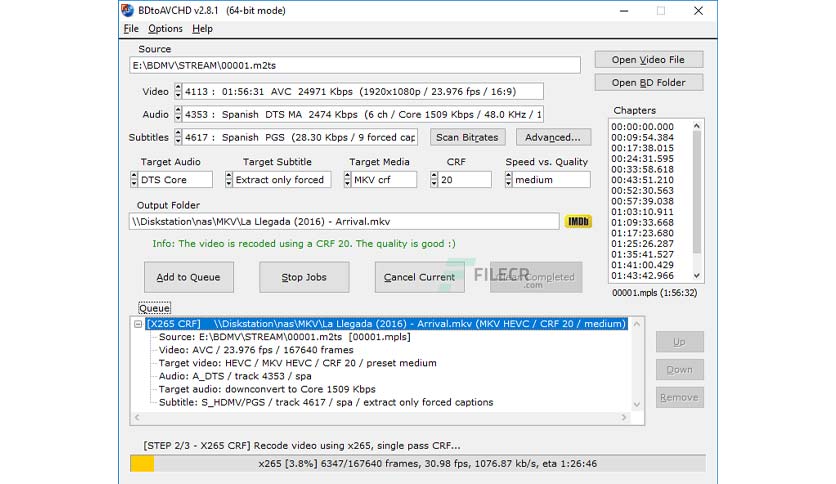 BDtoAVCHD v2.8.1 (64-bit mode)
File Options Help
Source
E:\BDMV\STREAM\00001.m2ts
Open Video File
Open BD Folder
Video 4113 : 01:56:31 AVC 24971 Kbps (1920x1080p / 23.976 fps / 16:9)
Audio 4353 : Spanish DTS MA 2474 Kbps (6 ch / Core 1509 Kbps / 48.0 KHz / 1
Subtitles 4617 : Spanish PGS (28.30 Kbps / 9 forced cap
Scan Bitrates Advanced...
Target Audio Target Subtitle Target Media CRF Speed vs. Quality
DTS Core Extract only forced MKV crf 20 medium
Output Folder
\\Diskstation\nas\MKV\La Llegada (2016) - Arrival.mkv IMDb
Info: The video is recoded using a CRF 20. The quality is good :)
Chapters
00:00:00.000
00:09:54.384
00:17:38.015
00:24:31.595
00:33:58.618
00:43:51.210
00:52:30.563
00:57:39.038
01:03:10.911
01:09:33.668
01:17:23.680
01:25:26.287
01:35:41.527
01:41:00.429
01:43:42.966
00001.mpls (1:56:32)
Add to Queue Stop Jobs Cancel Current Clean Completed
FILECR
.com
Queue
[X265 CRF] \\Diskstation\nas\MKV\La Llegada (2016) - Arrival.mkv (MKV HEVC / CRF 20 / medium)
Source: E:\BDMV\STREAM\00001.m2ts [00001.mpls]
Video: AVC / 23.976 fps / 167640 frames
Target video: HEVC / MKV HEVC / CRF 20 / preset medium
Audio: A_DTS / track 4353 / spa
Target audio: downconvert to Core 1509 Kbps
Subtitle: S_HDMV/PGS / track 4617 / spa / extract only forced captions
Up
Down
Remove
[STEP 2/3 - X265 CRF] Recode video using x265, single pass CRF...
x265 [3.8%] 6347/167640 frames, 30.98 fps, 1076.87 kb/s, eta 1:26:46